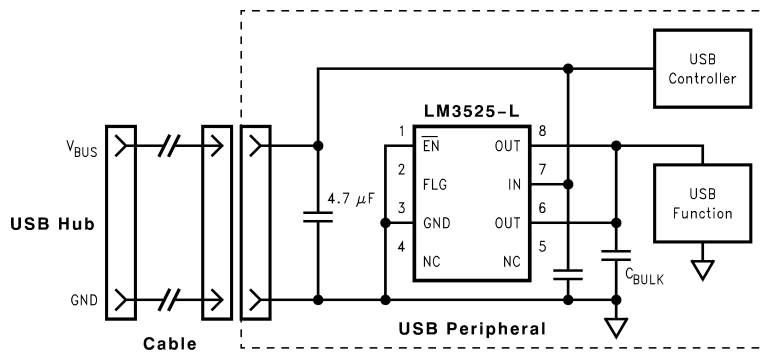 USB
Controller
LM3525-L
1
EN
OUT
8
V_BUS
2
FLG
IN
7
USB
Function
4.7 μF
3
GND
OUT
6
USB Hub
4
NC
NC
5
C_BULK
GND
Cable
USB Peripheral